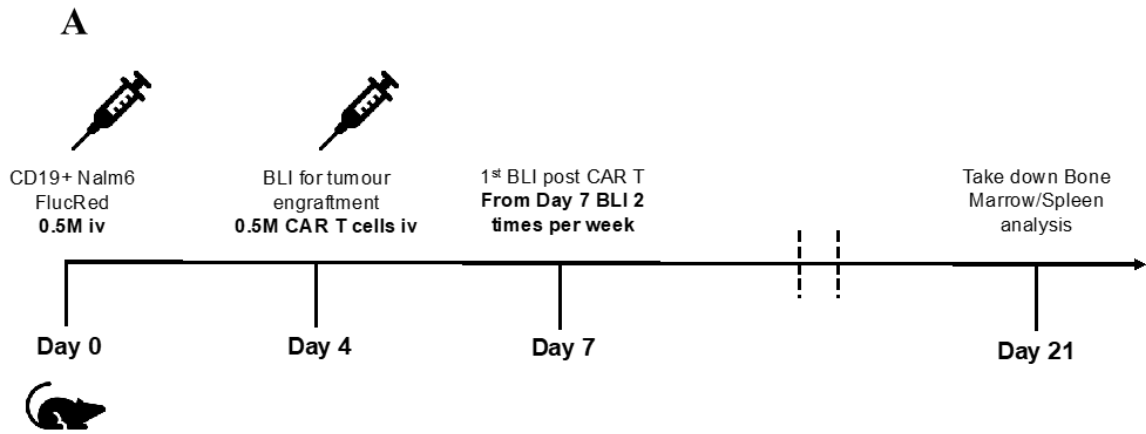 A
CD19+ Nalm6
FlucRed
0.5M iv
BLI for tumour
engraftment
0.5M CAR T cells iv
1st BLI post CAR T
From Day 7 BLI 2
times per week
Take down Bone
Marrow/Spleen
analysis
Day 0
Day 4
Day 7
Day 21